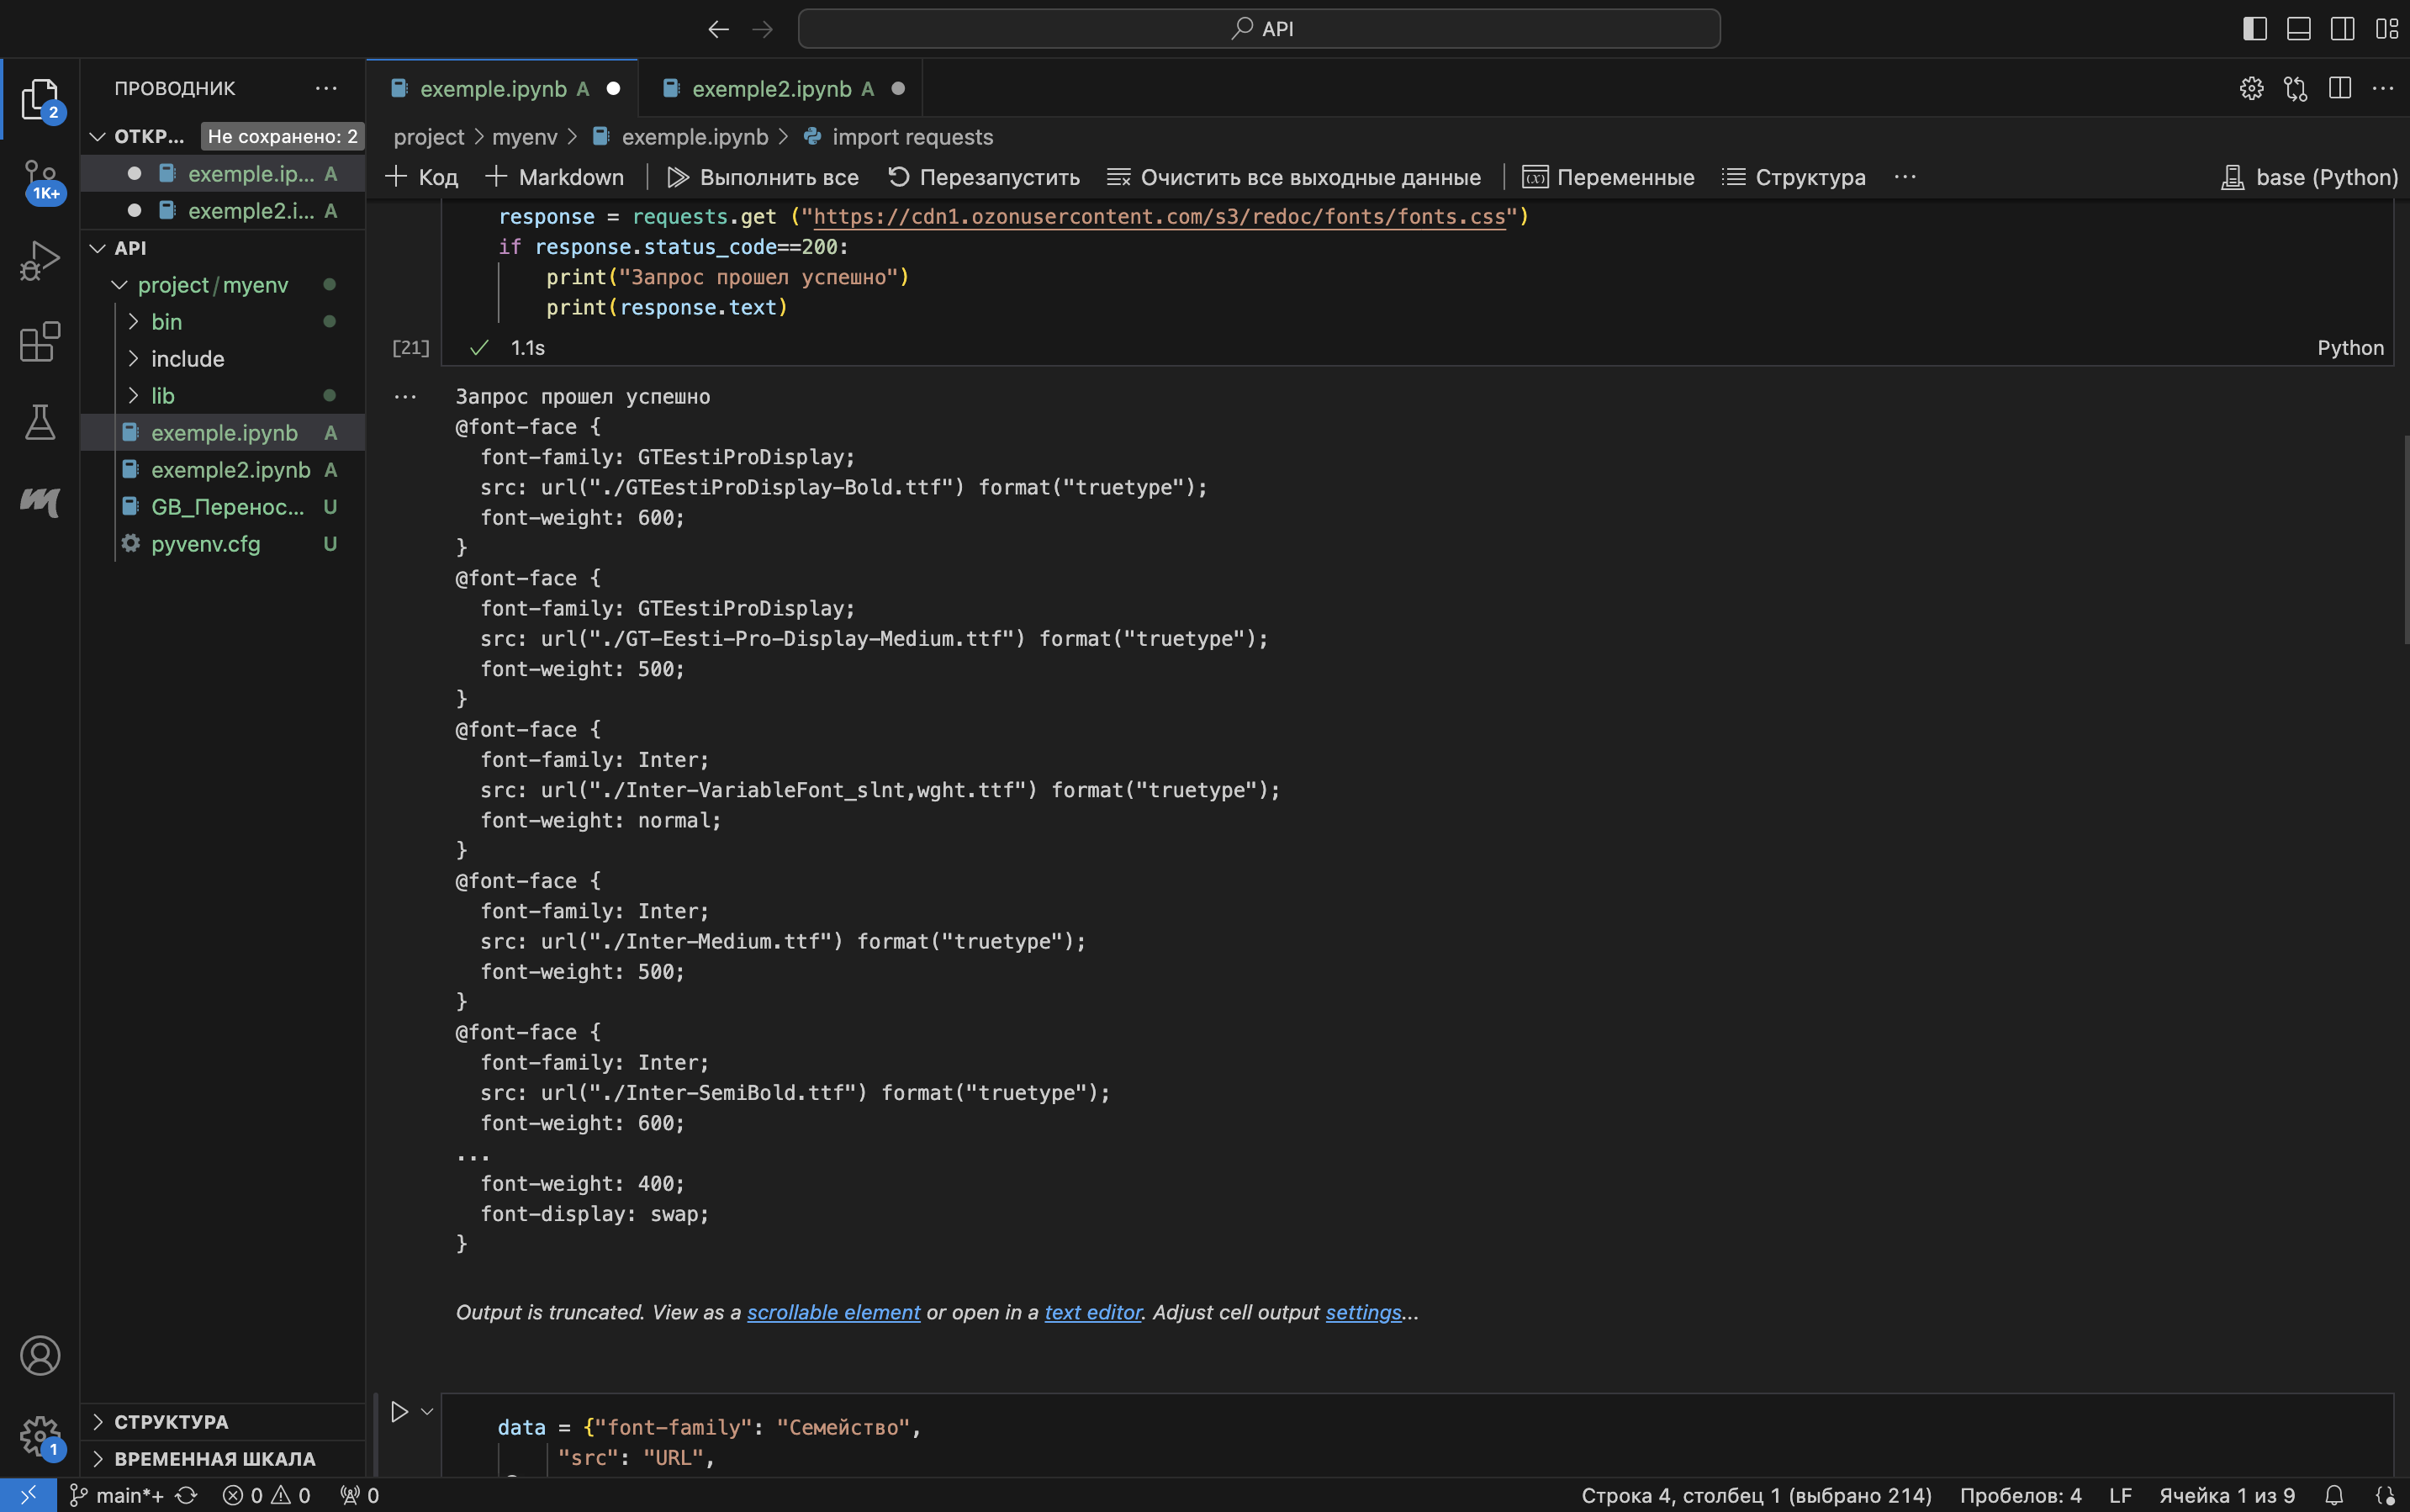 API
ПРОВОДНИК
ОТКР... Не сохранено: 2
exemple.ip... A
exemple2.i... A
API
project / myenv
bin
include
lib
exemple.ipynb A
exemple2.ipynb A
GB_Перенос... U
pyvenv.cfg U
СТРУКТУРА
ВРЕМЕННАЯ ШКАЛА
2
1K+
1
exemple.ipynb A
exemple2.ipynb A
project > myenv > exemple.ipynb > import requests
Код Markdown Выполнить все Перезапустить Очистить все выходные данные Переменные Структура ... base (Python)
response = requests.get ("https://cdn1.ozonusercontent.com/s3/redoc/fonts/fonts.css")
if response.status_code==200:
    print("Запрос прошел успешно")
    print(response.text)
[21] 1.1s Python
Запрос прошел успешно
@font-face {
  font-family: GTEestiProDisplay;
  src: url("./GTEestiProDisplay-Bold.ttf") format("truetype");
  font-weight: 600;
}
@font-face {
  font-family: GTEestiProDisplay;
  src: url("./GT-Eesti-Pro-Display-Medium.ttf") format("truetype");
  font-weight: 500;
}
@font-face {
  font-family: Inter;
  src: url("./Inter-VariableFont_slnt,wght.ttf") format("truetype");
  font-weight: normal;
}
@font-face {
  font-family: Inter;
  src: url("./Inter-Medium.ttf") format("truetype");
  font-weight: 500;
}
@font-face {
  font-family: Inter;
  src: url("./Inter-SemiBold.ttf") format("truetype");
  font-weight: 600;
...
  font-weight: 400;
  font-display: swap;
}
Output is truncated. View as a scrollable element or open in a text editor. Adjust cell output settings...
data = {"font-family": "Семейство",
"src": "URL",
main*+ 0 0 0 Строка 4, столбец 1 (выбрано 214) Пробелов: 4 LF Ячейка 1 из 9